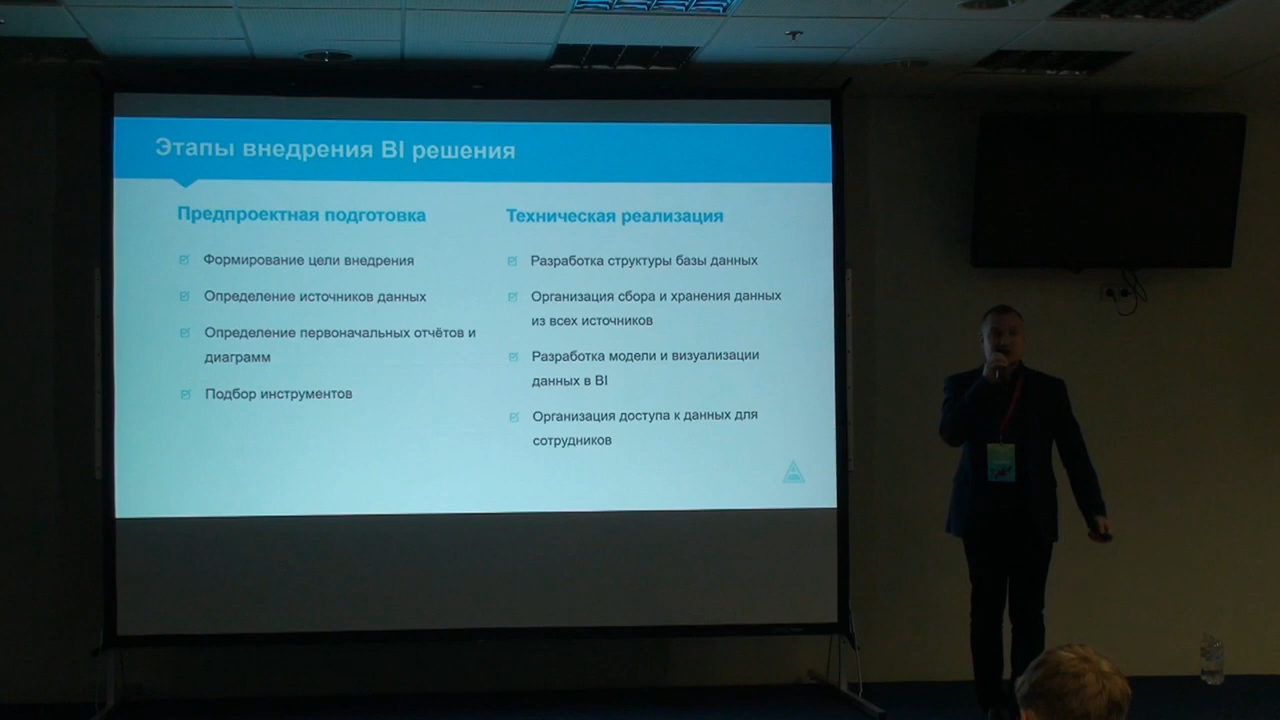 Этапы внедрения BI решения
Предпроектная подготовка
Формирование цели внедрения
Определение источников данных
Определение первоначальных отчётов и
диаграмм
Подбор инструментов
Техническая реализация
Разработка структуры базы данных
Организация сбора и хранения данных
из всех источников
Разработка модели и визуализации
данных в BI
Организация доступа к данных для
сотрудников